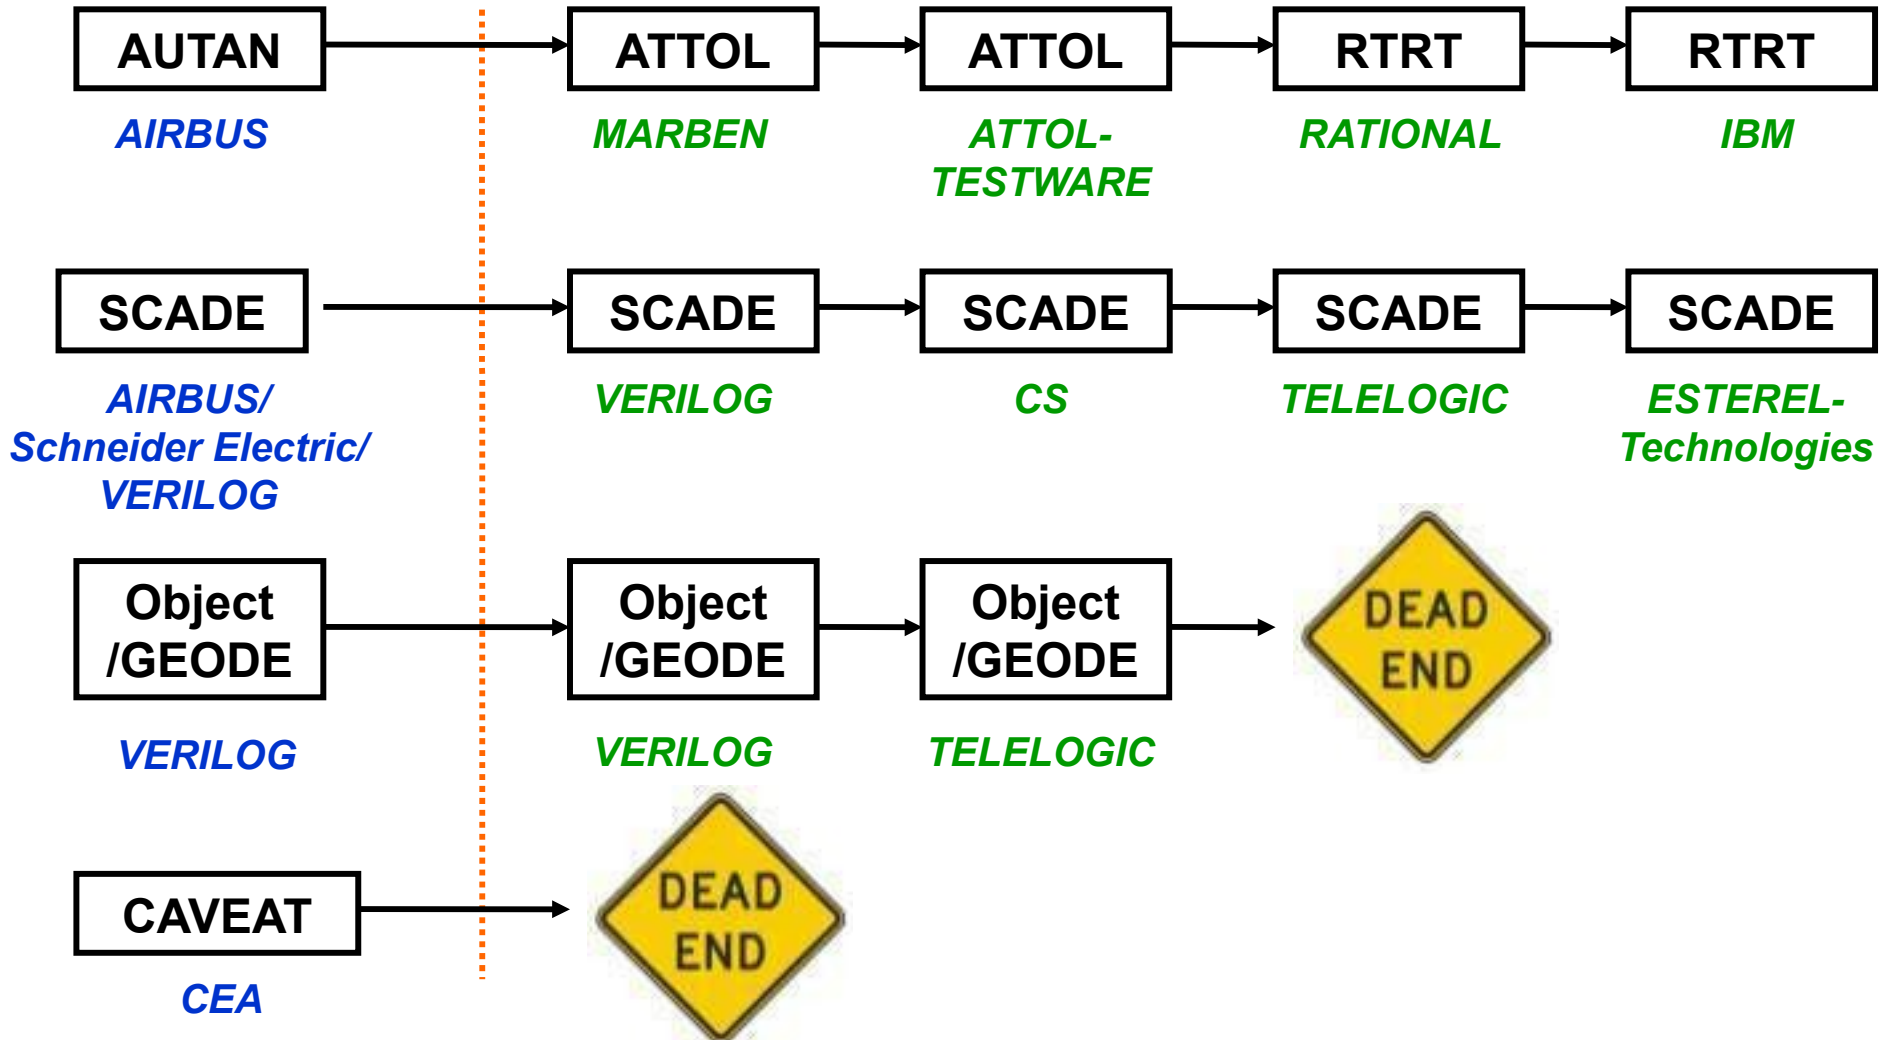 AUTAN
ATTOL
ATTOL
RTRT
RTRT
AIRBUS
MARBEN
ATTOL-
TESTWARE
RATIONAL
IBM
SCADE
SCADE
SCADE
SCADE
SCADE
AIRBUS/
Schneider Electric/
VERILOG
VERILOG
CS
TELELOGIC
ESTEREL-
Technologies
Object
/GEODE
Object
/GEODE
Object
/GEODE
DEAD
END
VERILOG
VERILOG
TELELOGIC
CAVEAT
DEAD
END
CEA